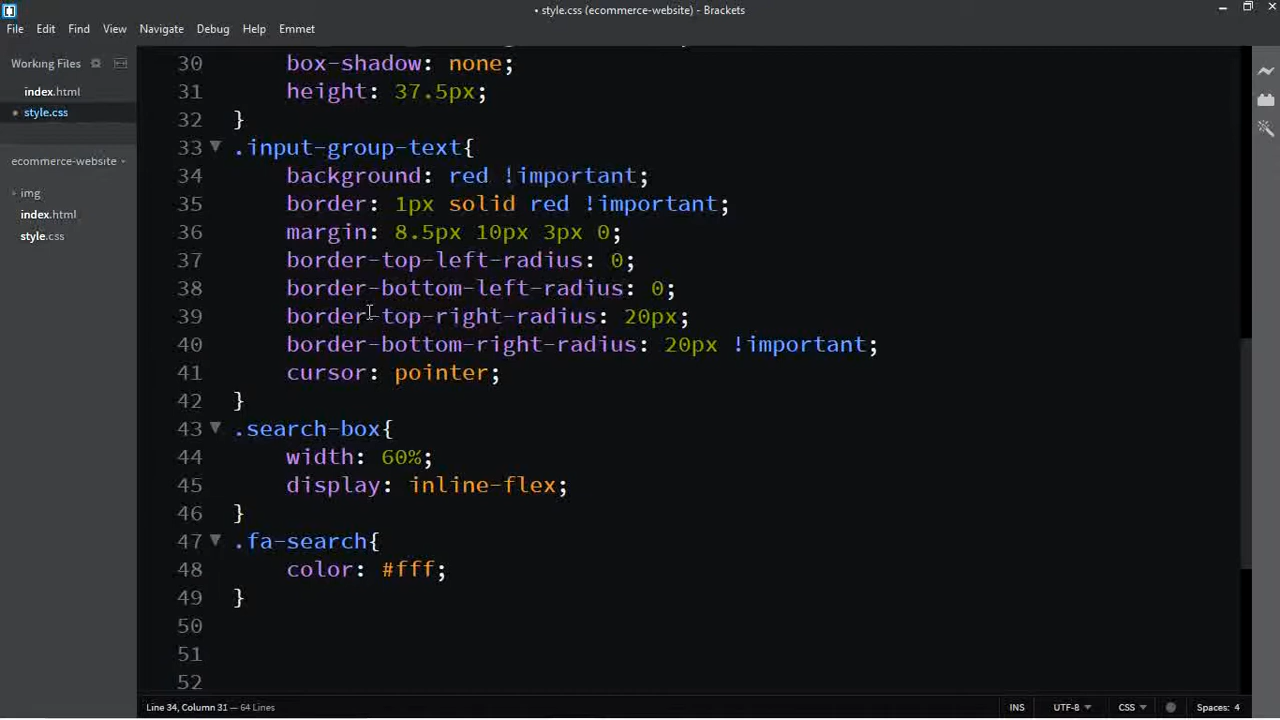 • style.css (ecommerce-website) - Brackets
File Edit Find View Navigate Debug Help Emmet
Working Files
index.html
• style.css
ecommerce-website
img
index.html
style.css
30 box-shadow: none;
31 height: 37.5px;
32 }
33 .input-group-text{
34 background: red !important;
35 border: 1px solid red !important;
36 margin: 8.5px 10px 3px 0;
37 border-top-left-radius: 0;
38 border-bottom-left-radius: 0;
39 border-top-right-radius: 20px;
40 border-bottom-right-radius: 20px !important;
41 cursor: pointer;
42 }
43 .search-box{
44 width: 60%;
45 display: inline-flex;
46 }
47 .fa-search{
48 color: #fff;
49 }
50
51
52
Line 34, Column 31 — 64 Lines INS UTF-8 CSS Spaces: 4